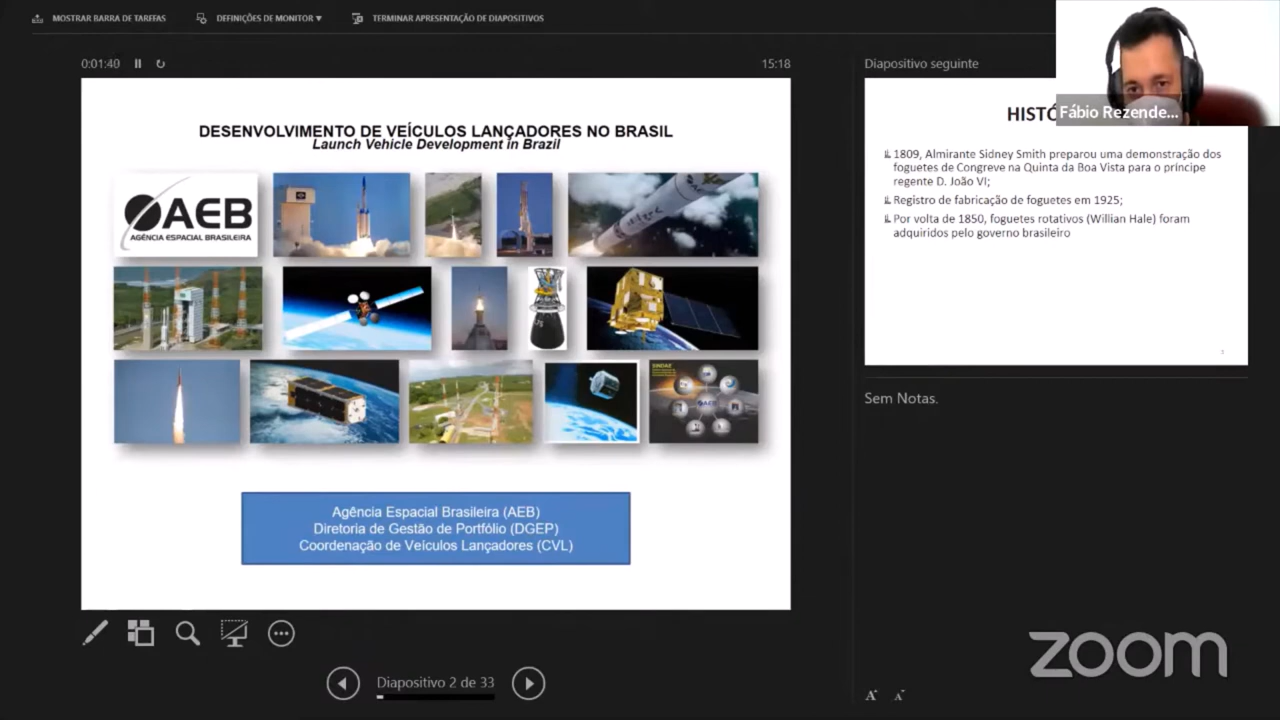 MOSTRAR BARRA DE TAREFAS
DEFINIÇÕES DE MONITOR ▼
TERMINAR APRESENTAÇÃO DE DIAPOSITIVOS
0:01:40
15:18
DESENVOLVIMENTO DE VEÍCULOS LANÇADORES NO BRASIL
Launch Vehicle Development in Brazil
AEB
AGÊNCIA ESPACIAL BRASILEIRA
Agência Espacial Brasileira (AEB)
Diretoria de Gestão de Portfólio (DGEP)
Coordenação de Veículos Lançadores (CVL)
Diapositivo 2 de 33
Diapositivo seguinte
Fábio Rezende...
HISTÓ
1809, Almirante Sidney Smith preparou uma demonstração dos
foguetes de Congreve na Quinta da Boa Vista para o príncipe
regente D. João VI;
Registro de fabricação de foguetes em 1925;
Por volta de 1850, foguetes rotativos (Willian Hale) foram
adquiridos pelo governo brasileiro
Sem Notas.
zoom
A A